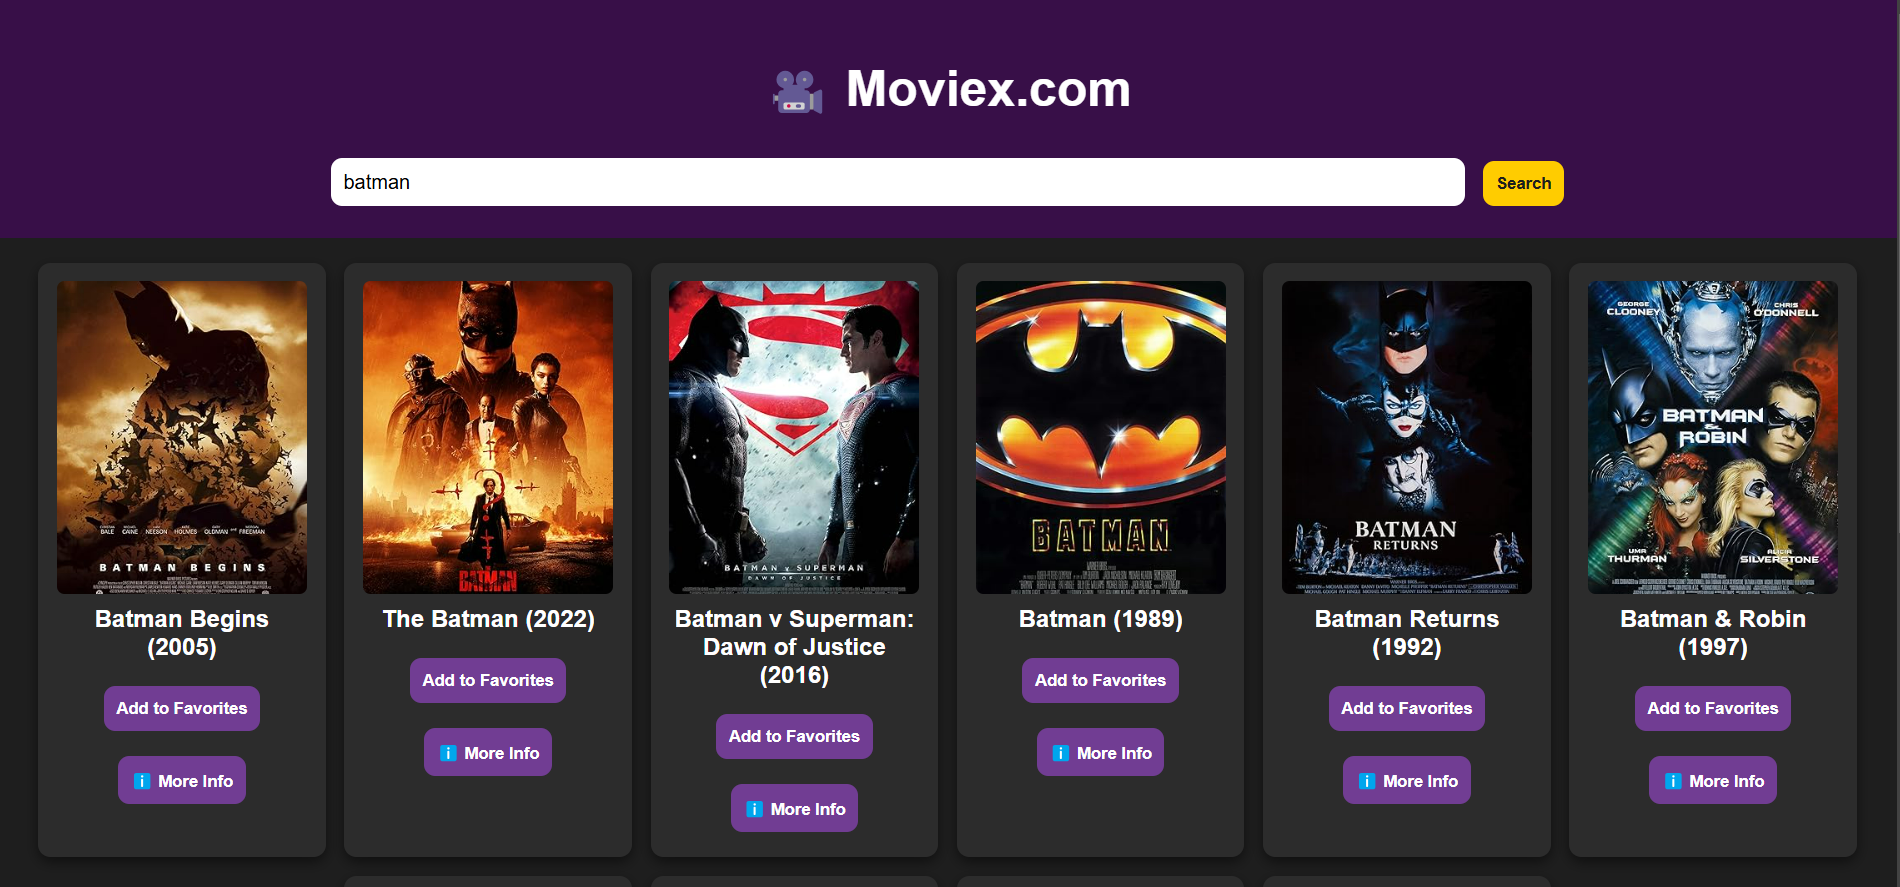 Moviex.com
batman
Search
BALE CAINE NEESON HOLMES OLDMAN FREEMAN
BATMAN BEGINS
Batman Begins
(2005)
Add to Favorites
More Info
BATMAN
The Batman (2022)
Add to Favorites
More Info
BATMAN v SUPERMAN
DAWN OF JUSTICE
Batman v Superman:
Dawn of Justice
(2016)
Add to Favorites
More Info
BATMAN
Batman (1989)
Add to Favorites
More Info
BATMAN
RETURNS
Batman Returns
(1992)
Add to Favorites
More Info
GEORGE CLOONEY
CHRIS O'DONNELL
BATMAN
&
ROBIN
UMA THURMAN
ALICIA SILVERSTONE
Batman & Robin
(1997)
Add to Favorites
More Info